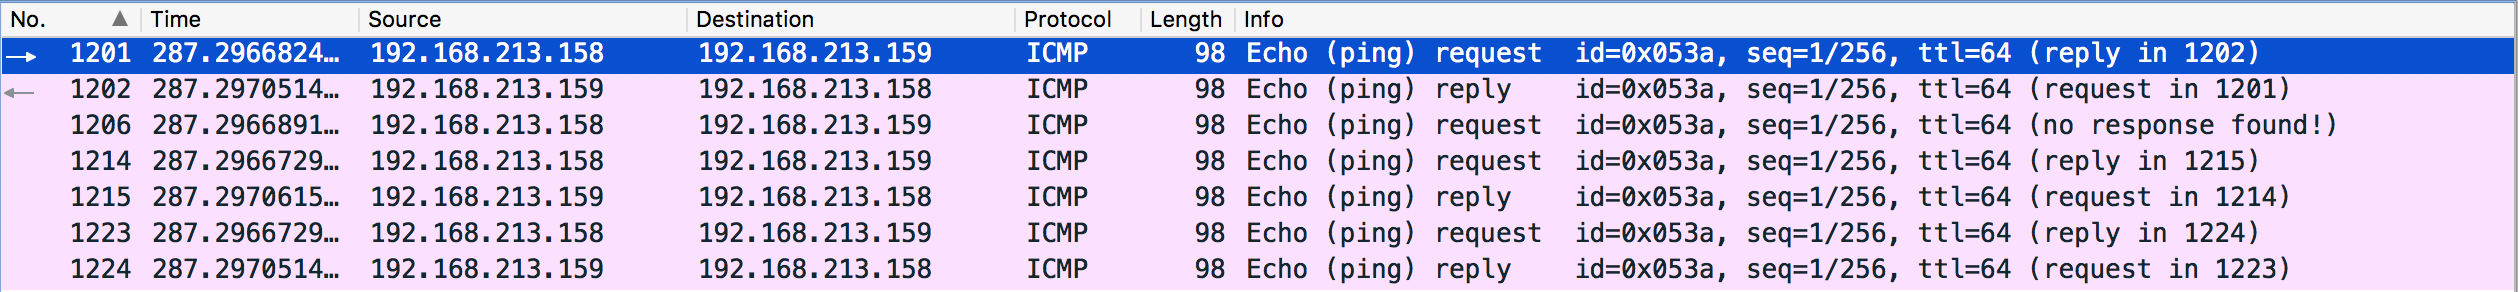 No. ▲ Time Source Destination Protocol Length Info
→ 1201 287.2966824… 192.168.213.158 192.168.213.159 ICMP 98 Echo (ping) request id=0x053a, seq=1/256, ttl=64 (reply in 1202)
← 1202 287.2970514… 192.168.213.159 192.168.213.158 ICMP 98 Echo (ping) reply id=0x053a, seq=1/256, ttl=64 (request in 1201)
1206 287.2966891… 192.168.213.158 192.168.213.159 ICMP 98 Echo (ping) request id=0x053a, seq=1/256, ttl=64 (no response found!)
1214 287.2966729… 192.168.213.158 192.168.213.159 ICMP 98 Echo (ping) request id=0x053a, seq=1/256, ttl=64 (reply in 1215)
1215 287.2970615… 192.168.213.159 192.168.213.158 ICMP 98 Echo (ping) reply id=0x053a, seq=1/256, ttl=64 (request in 1214)
1223 287.2966729… 192.168.213.158 192.168.213.159 ICMP 98 Echo (ping) request id=0x053a, seq=1/256, ttl=64 (reply in 1224)
1224 287.2970514… 192.168.213.159 192.168.213.158 ICMP 98 Echo (ping) reply id=0x053a, seq=1/256, ttl=64 (request in 1223)